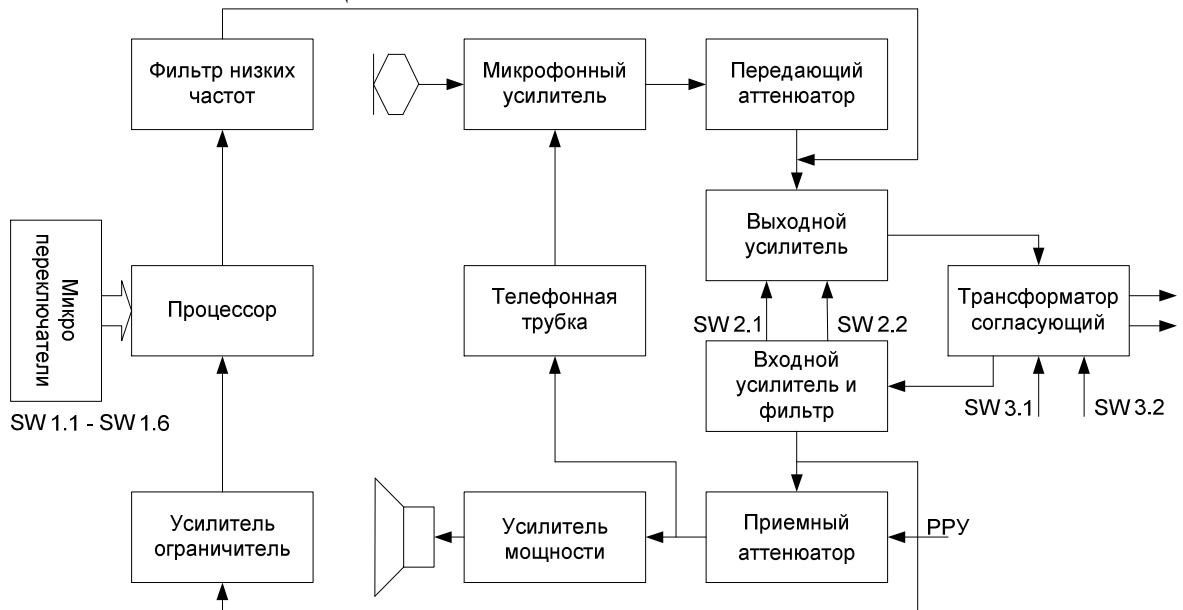 Фильтр низких
частот
Микрофонный
усилитель
Передающий
аттенюатор
Выходной
усилитель
Микро
переключатели
Процессор
Телефонная
трубка
SW 2.1
SW 2.2
Трансформатор
согласующий
Входной
усилитель и
фильтр
SW 1.1 - SW 1.6
SW 3.1
SW 3.2
Усилитель
ограничитель
Усилитель
мощности
Приемный
аттенюатор
РРУ